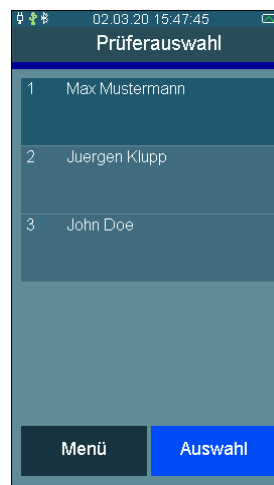 02.03.20 15:47:45
Prüferauswahl
1 Max Mustermann
2 Juergen Klupp
3 John Doe
Menü Auswahl